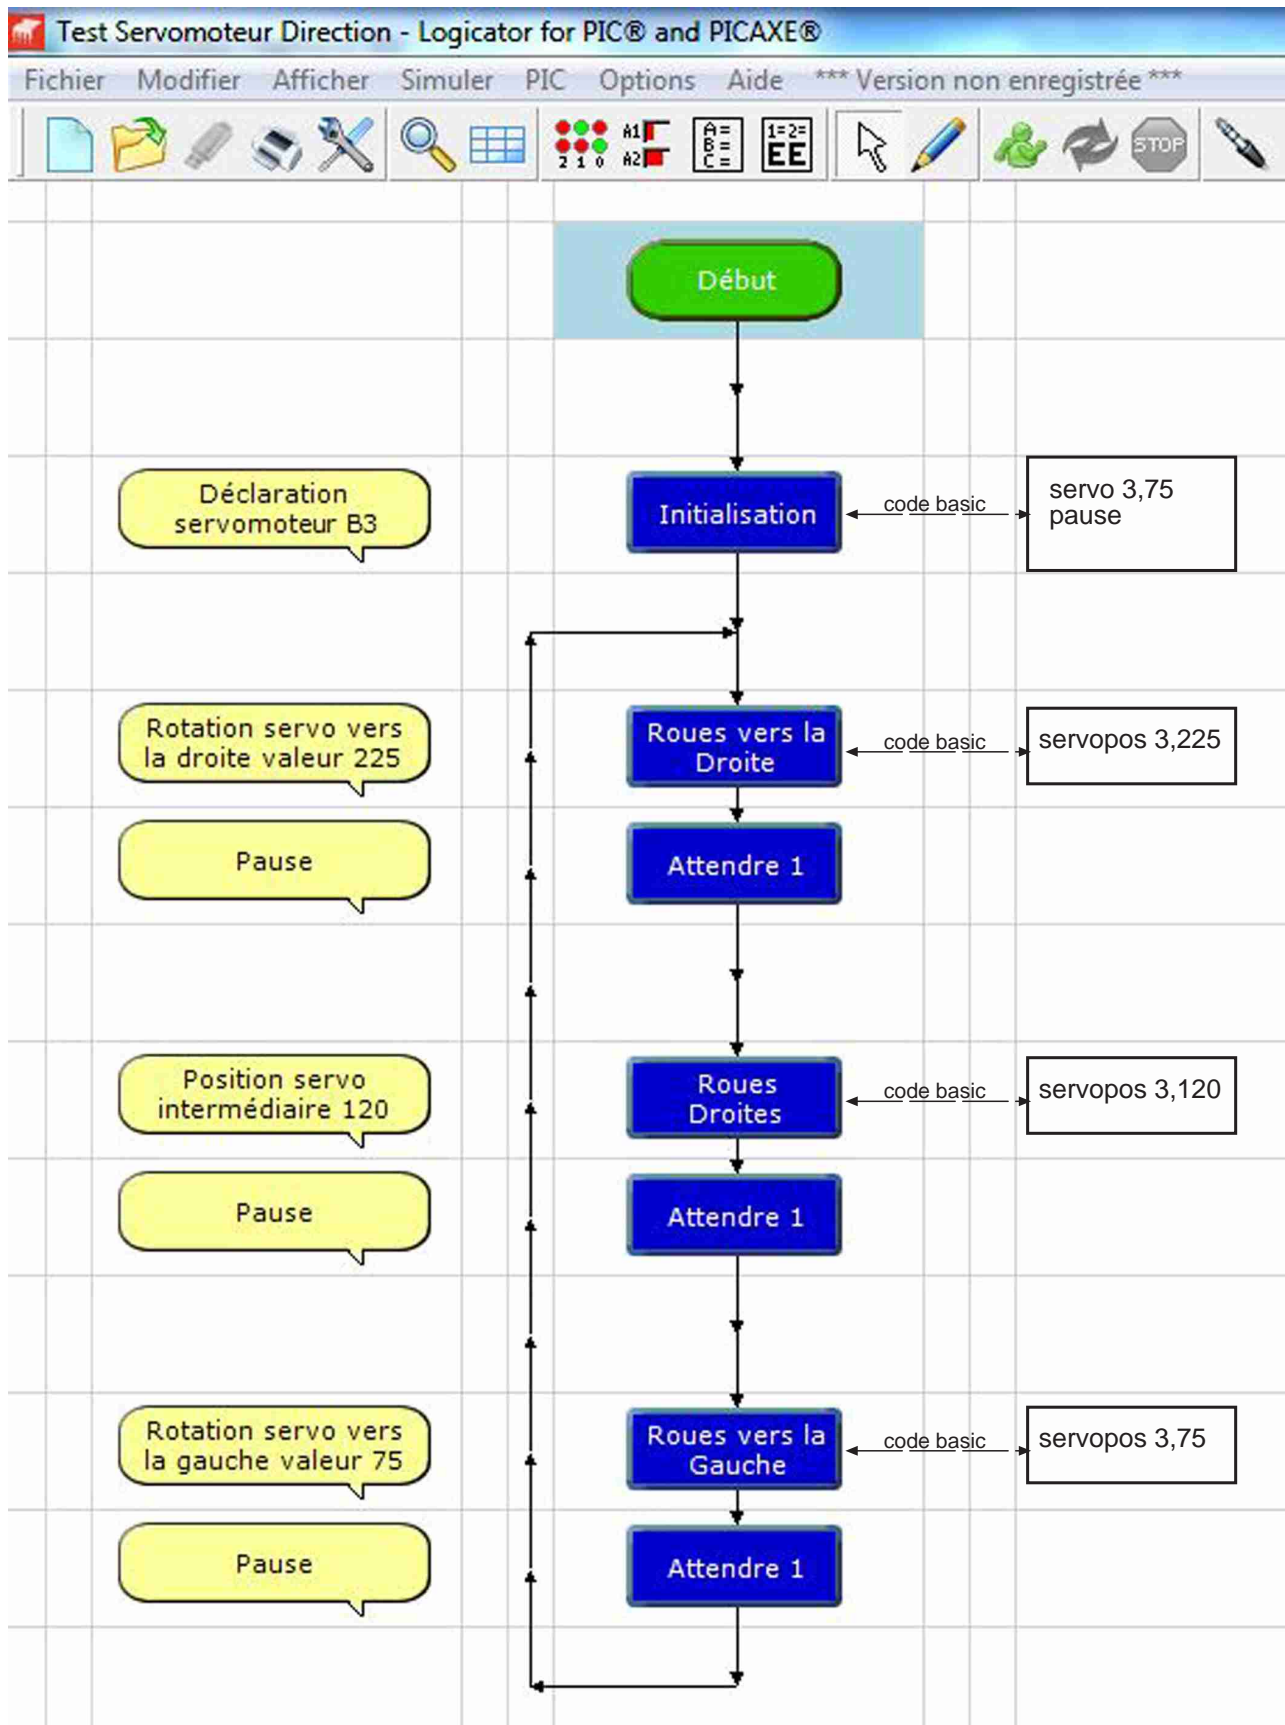 Test Servomoteur Direction - Logicator for PIC® and PICAXE®
Fichier Modifier Afficher Simuler PIC Options Aide *** Version non enregistrée ***
A1
A2
2 1 0
A=
B=
C=
1=2=
EE
STOP
Début
Déclaration
servomoteur B3
Initialisation
code basic
servo 3,75
pause
Rotation servo vers
la droite valeur 225
Roues vers la
Droite
code basic
servopos 3,225
Pause
Attendre 1
Position servo
intermédiaire 120
Roues
Droites
code basic
servopos 3,120
Pause
Attendre 1
Rotation servo vers
la gauche valeur 75
Roues vers la
Gauche
code basic
servopos 3,75
Pause
Attendre 1